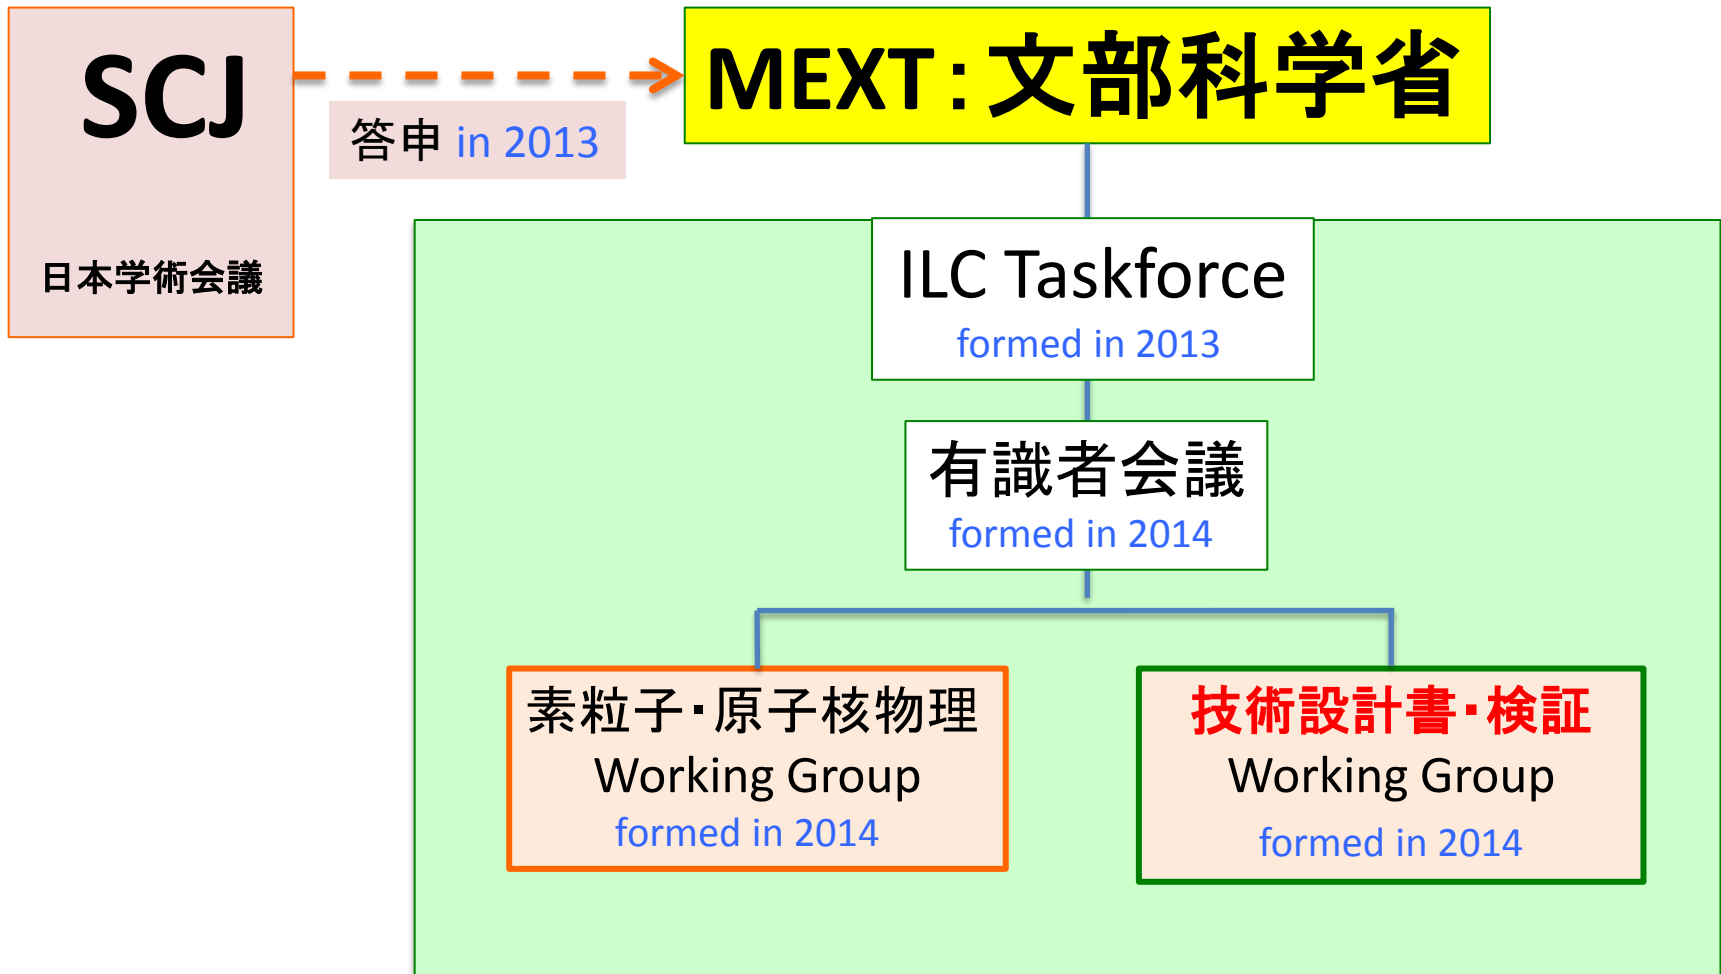 SCJ
日本学術会議
答申 in 2013
MEXT：文部科学省
ILC Taskforce
formed in 2013
有識者会議
formed in 2014
素粒子・原子核物理
Working Group
formed in 2014
技術設計書・検証
Working Group
formed in 2014